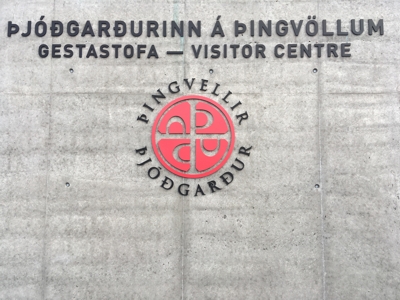 ÞJÓÐGARÐURINN Á ÞINGVÖLLUM
GESTASTOFA — VISITOR CENTRE
ÞINGVELLIR
ÞJÓÐGARÐUR